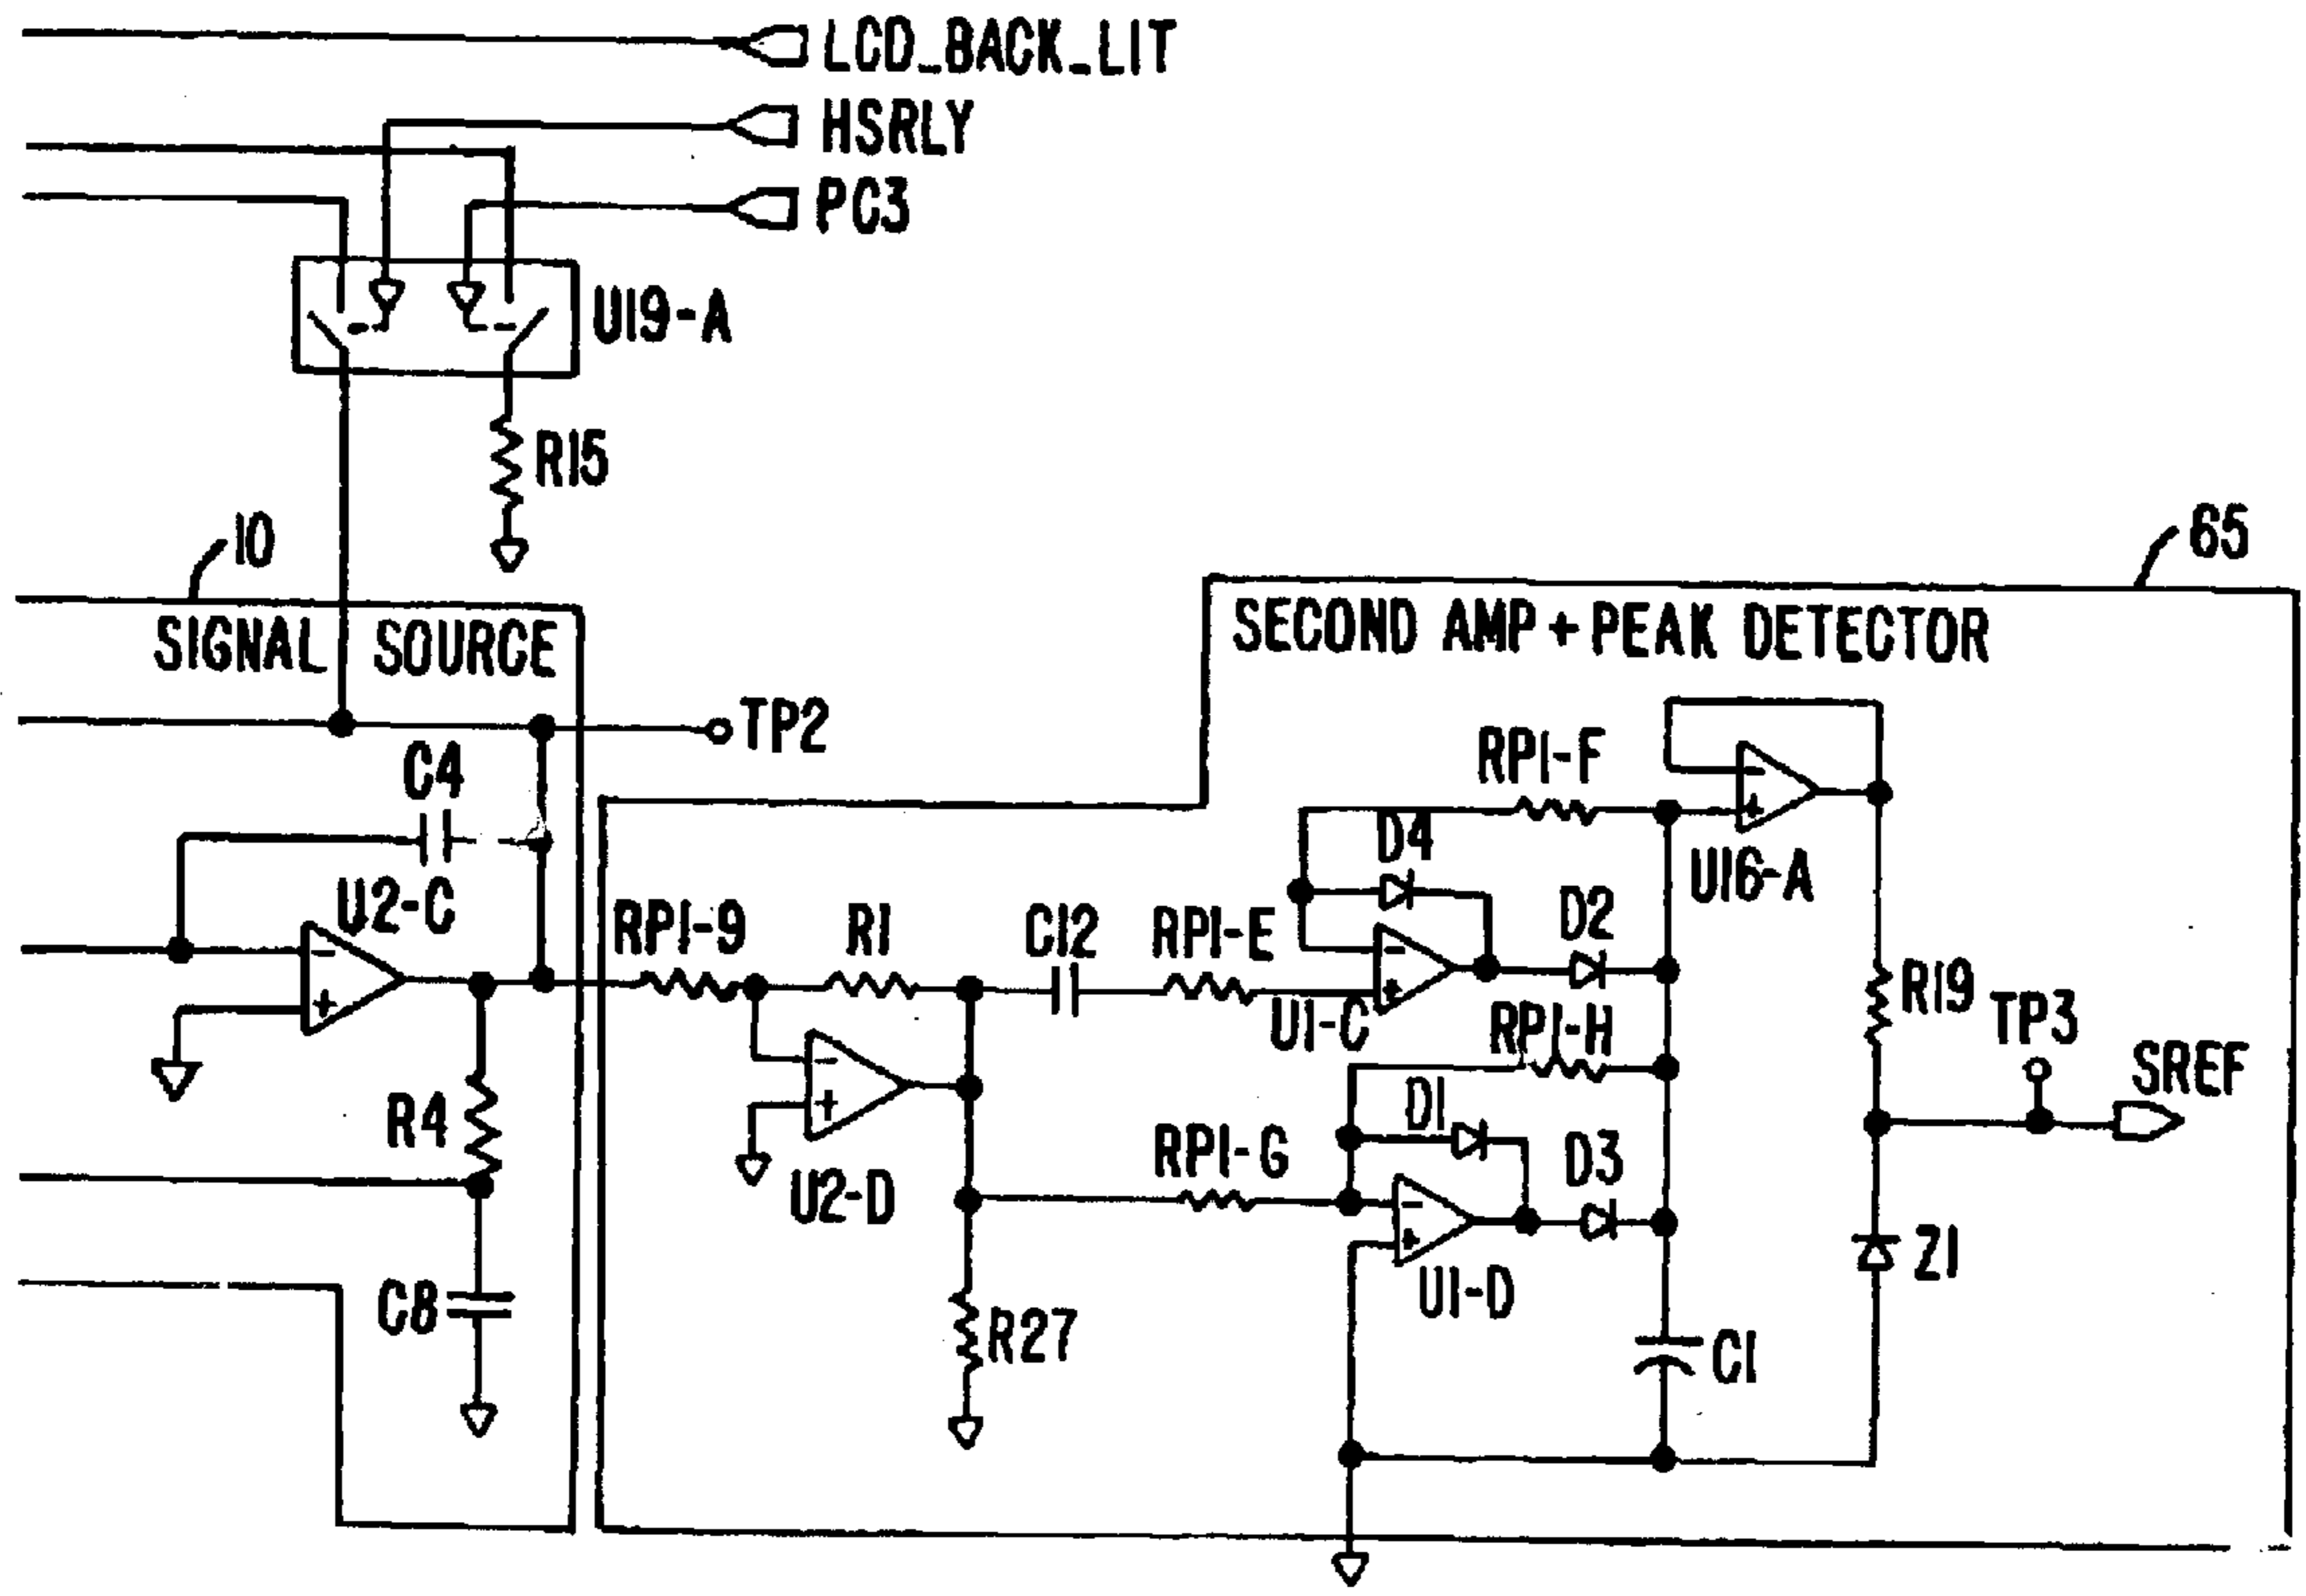 LCD_BACK_LIT
HSRLY
PC3
U19-A
R15
10
65
SIGNAL SOURCE
SECOND AMP + PEAK DETECTOR
TP2
C4
RP1-F
D4
U16-A
U2-C
RP1-9
R1
C12
RP1-E
D2
U1-C
RP1-H
R19
TP3
SREF
R4
D1
U2-D
RP1-G
D3
U1-D
Z1
C8
R27
C1